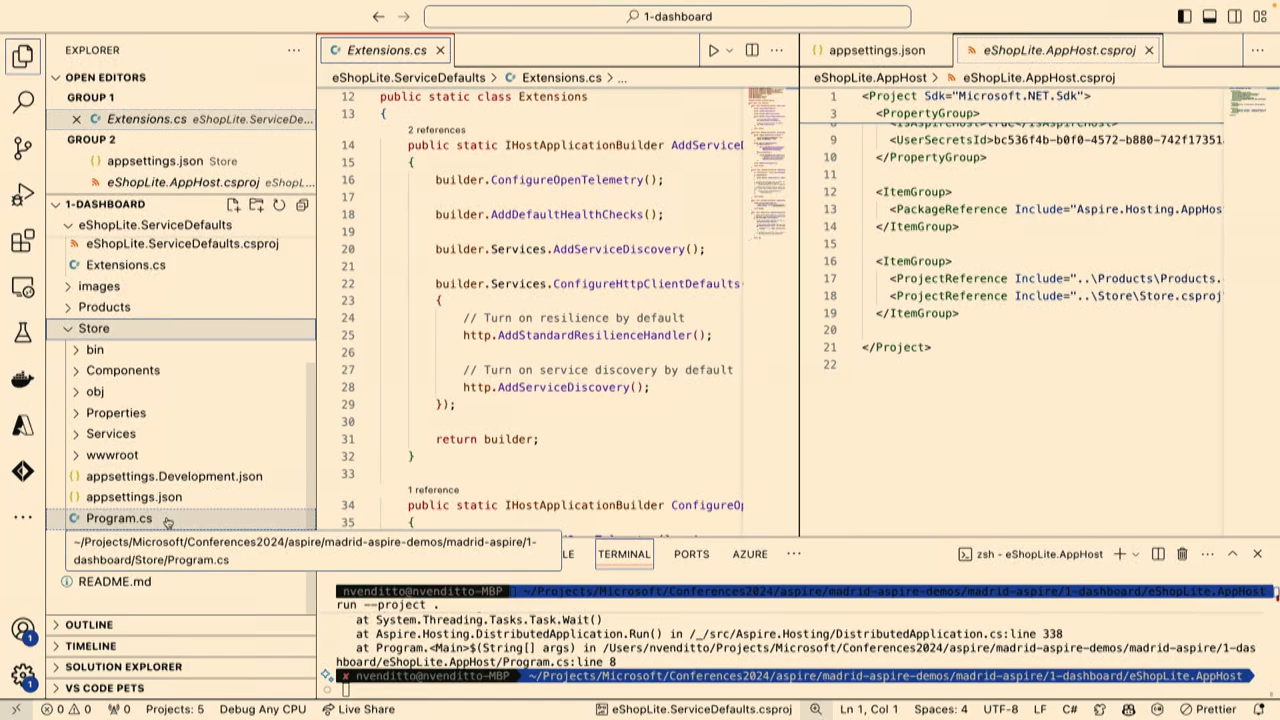 1-dashboard
EXPLORER
OPEN EDITORS
GROUP 1
Extensions.cs eShopLite.ServiceDe...
GROUP 2
appsettings.json Store
eShopLite.AppHost.csproj eShopL...
DASHBOARD
eShopLite.ServiceDefaults
eShopLite.ServiceDefaults.csproj
Extensions.cs
images
Products
Store
bin
Components
obj
Properties
Services
wwwroot
appsettings.Development.json
appsettings.json
Program.cs
~/Projects/Microsoft/Conferences2024/aspire/madrid-aspire-demos/madrid-aspire/1-
dashboard/Store/Program.cs
README.md
OUTLINE
TIMELINE
SOLUTION EXPLORER
VS CODE PETS
Extensions.cs
eShopLite.ServiceDefaults > Extensions.cs > ...
12 public static class Extensions
13 {
2 references
14 public static IHostApplicationBuilder AddServiceD
15 {
16 builder.ConfigureOpenTelemetry();
17
18 builder.AddDefaultHealthChecks();
19
20 builder.Services.AddServiceDiscovery();
21
22 builder.Services.ConfigureHttpClientDefaults
23 {
24 // Turn on resilience by default
25 http.AddStandardResilienceHandler();
26
27 // Turn on service discovery by default
28 http.AddServiceDiscovery();
29 });
30
31 return builder;
32 }
33
1 reference
34 public static IHostApplicationBuilder ConfigureO
35 {
appsettings.json
eShopLite.AppHost.csproj
eShopLite.AppHost > eShopLite.AppHost.csproj
1 <Project Sdk="Microsoft.NET.Sdk">
3 <PropertyGroup>
9 <UserSecretsId>bc536f4b-b0f0-4572-b880-742f17351
10 </PropertyGroup>
11
12 <ItemGroup>
13 <PackageReference Include="Aspire.Hosting.AppHos
14 </ItemGroup>
15
16 <ItemGroup>
17 <ProjectReference Include="..\Products\Products.
18 <ProjectReference Include="..\Store\Store.csproj"
19 </ItemGroup>
20
21 </Project>
22
LE TERMINAL PORTS AZURE zsh - eShopLite.AppHost
nvenditto@nvenditto-MBP ~/Projects/Microsoft/Conferences2024/aspire/madrid-aspire-demos/madrid-aspire/1-dashboard/eShopLite.AppHost
run --project .
at System.Threading.Tasks.Task.Wait()
at Aspire.Hosting.DistributedApplication.Run() in /_/src/Aspire.Hosting/DistributedApplication.cs:line 338
at Program.<Main>$(String[] args) in /Users/nvenditto/Projects/Microsoft/Conferences2024/aspire/madrid-aspire-demos/madrid-aspire/1-das
hboard/eShopLite.AppHost/Program.cs:line 8
✘ nvenditto@nvenditto-MBP ~/Projects/Microsoft/Conferences2024/aspire/madrid-aspire-demos/madrid-aspire/1-dashboard/eShopLite.AppHost
0 0 0 Projects: 5 Debug Any CPU Live Share eShopLite.ServiceDefaults.csproj Ln 1, Col 1 Spaces: 4 UTF-8 LF C# Prettier
1
1